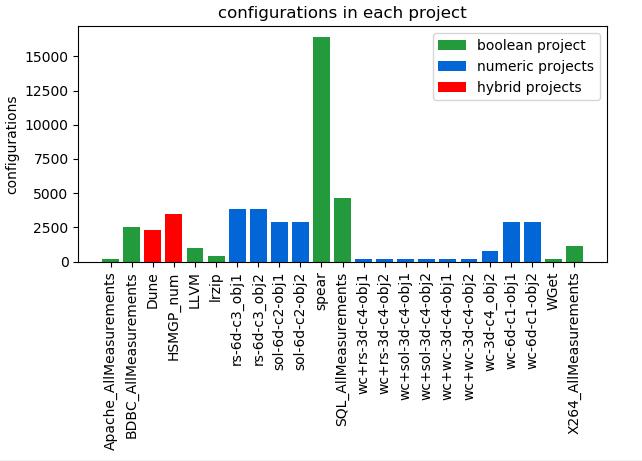 configurations in each project
boolean project
numeric projects
hybrid projects
configurations
15000
12500
10000
7500
5000
2500
0
Apache_AllMeasurements
BDBC_AllMeasurements
Dune
HSMGP_num
LLVM
lrzip
rs-6d-c3_obj1
rs-6d-c3_obj2
sol-6d-c2-obj1
sol-6d-c2-obj2
spear
SQL_AllMeasurements
wc+rs-3d-c4-obj1
wc+rs-3d-c4-obj2
wc+sol-3d-c4-obj1
wc+sol-3d-c4-obj2
wc+wc-3d-c4-obj1
wc+wc-3d-c4-obj2
wc-3d-c4_obj2
wc-6d-c1-obj1
wc-6d-c1-obj2
WGet
X264_AllMeasurements